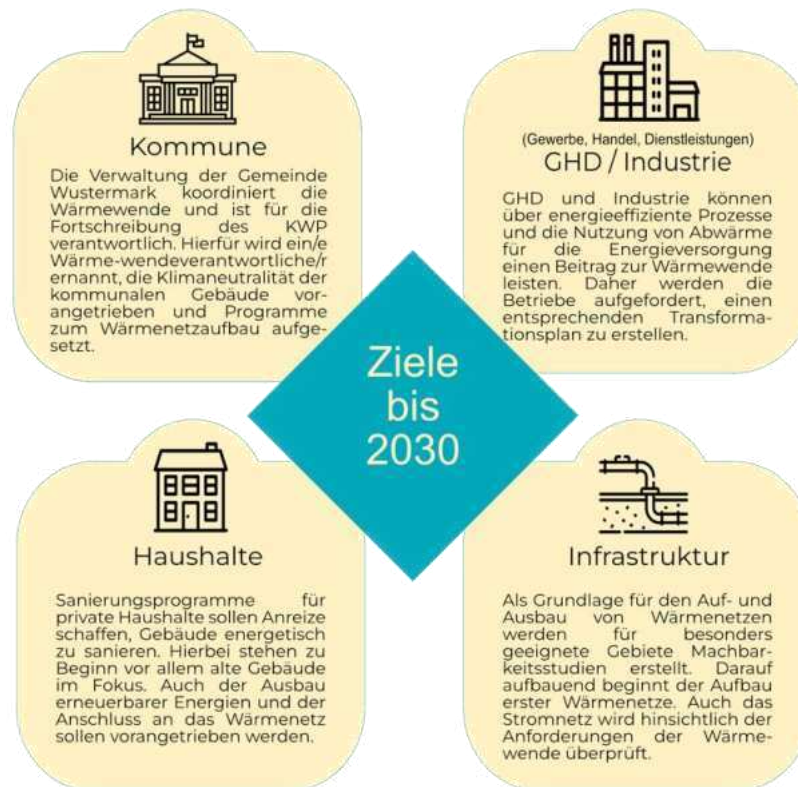 Kommune
Die Verwaltung der Gemeinde
Wustermark koordiniert die
Wärmewende und ist für die
Fortschreibung des KWP
verantwortlich. Hierfür wird ein/e
Wärme-wendeverantwortliche/r
ernannt, die Klimaneutralität der
kommunalen Gebäude vor-
angetrieben und Programme
zum Wärmenetzaufbau aufge-
setzt.
(Gewerbe, Handel, Dienstleistungen)
GHD / Industrie
GHD und Industrie können
über energieeffiziente Prozesse
und die Nutzung von Abwärme
für die Energieversorgung
einen Beitrag zur Wärmewende
leisten. Daher werden die
Betriebe aufgefordert, einen
entsprechenden Transforma-
tionsplan zu erstellen.
Ziele
bis
2030
Haushalte
Sanierungsprogramme für
private Haushalte sollen Anreize
schaffen, Gebäude energetisch
zu sanieren. Hierbei stehen zu
Beginn vor allem alte Gebäude
im Fokus. Auch der Ausbau
erneuerbarer Energien und der
Anschluss an das Wärmenetz
sollen vorangetrieben werden.
Infrastruktur
Als Grundlage für den Auf- und
Ausbau von Wärmenetzen
werden für besonders
geeignete Gebiete Machbar-
keitsstudien erstellt. Darauf
aufbauend beginnt der Aufbau
erster Wärmenetze. Auch das
Stromnetz wird hinsichtlich der
Anforderungen der Wärme-
wende überprüft.